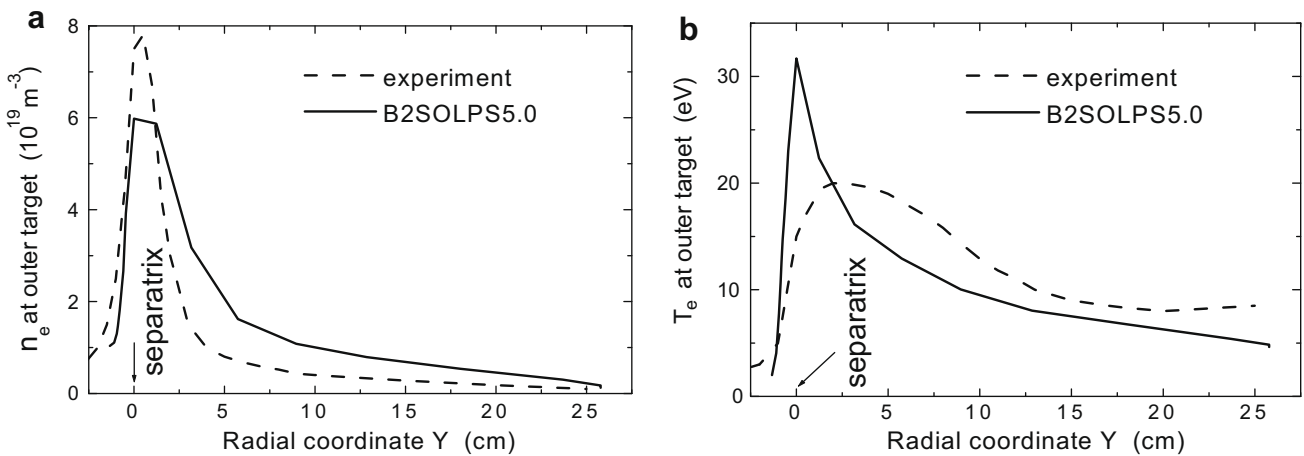 a
n_e at outer target (10^19 m^-3)
8
6
4
2
0
experiment
B2SOLPS5.0
separatrix
0 5 10 15 20 25
Radial coordinate Y (cm)
b
T_e at outer target (eV)
30
20
10
0
experiment
B2SOLPS5.0
separatrix
0 5 10 15 20 25
Radial coordinate Y (cm)